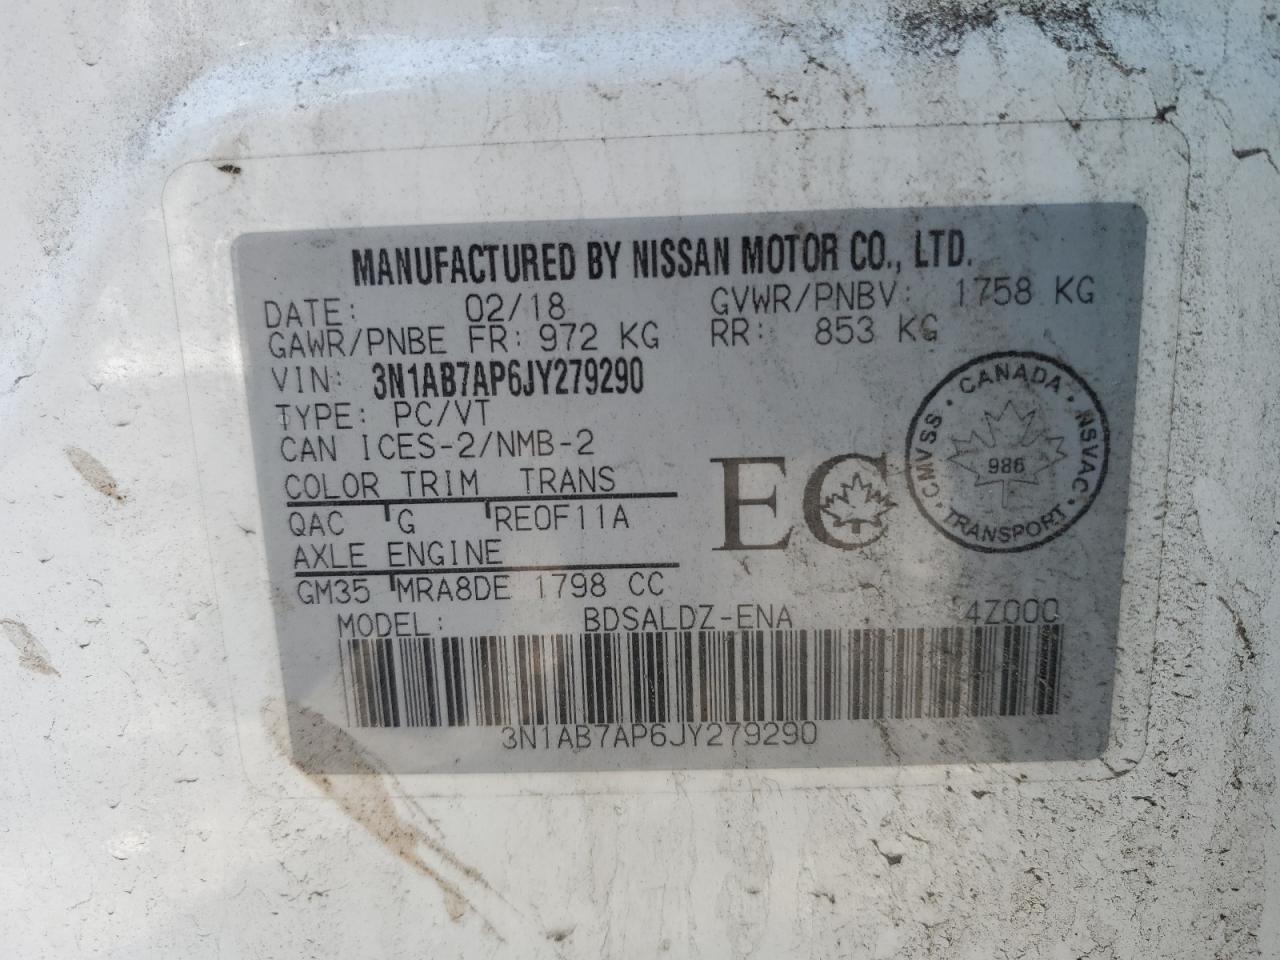 MANUFACTURED BY NISSAN MOTOR CO., LTD.
DATE: 02/18 GVWR/PNBV: 1758 KG
GAWR/PNBE FR: 972 KG RR: 853 KG
VIN: 3N1AB7AP6JY279290
TYPE: PC/VT
CAN ICES-2/NMB-2
COLOR TRIM TRANS
QAC G RE0F11A
AXLE ENGINE
GM35 MRA8DE 1798 CC
EC
CANADA
CMVSS 986 NSVAC
TRANSPORT
MODEL: BDSALDZ-ENA 4Z000
3N1AB7AP6JY279290